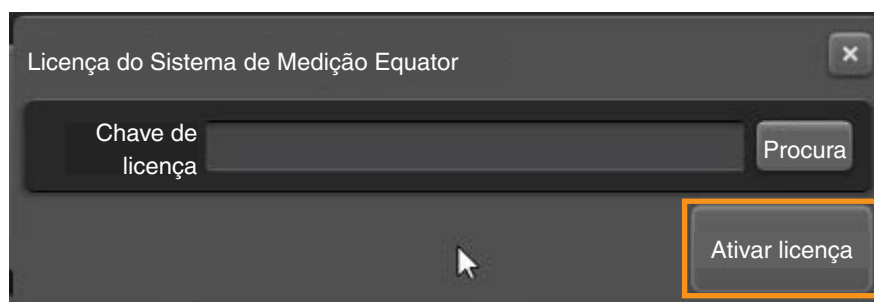 Licença do Sistema de Medição Equator
Chave de
licença
Procura
Ativar licença